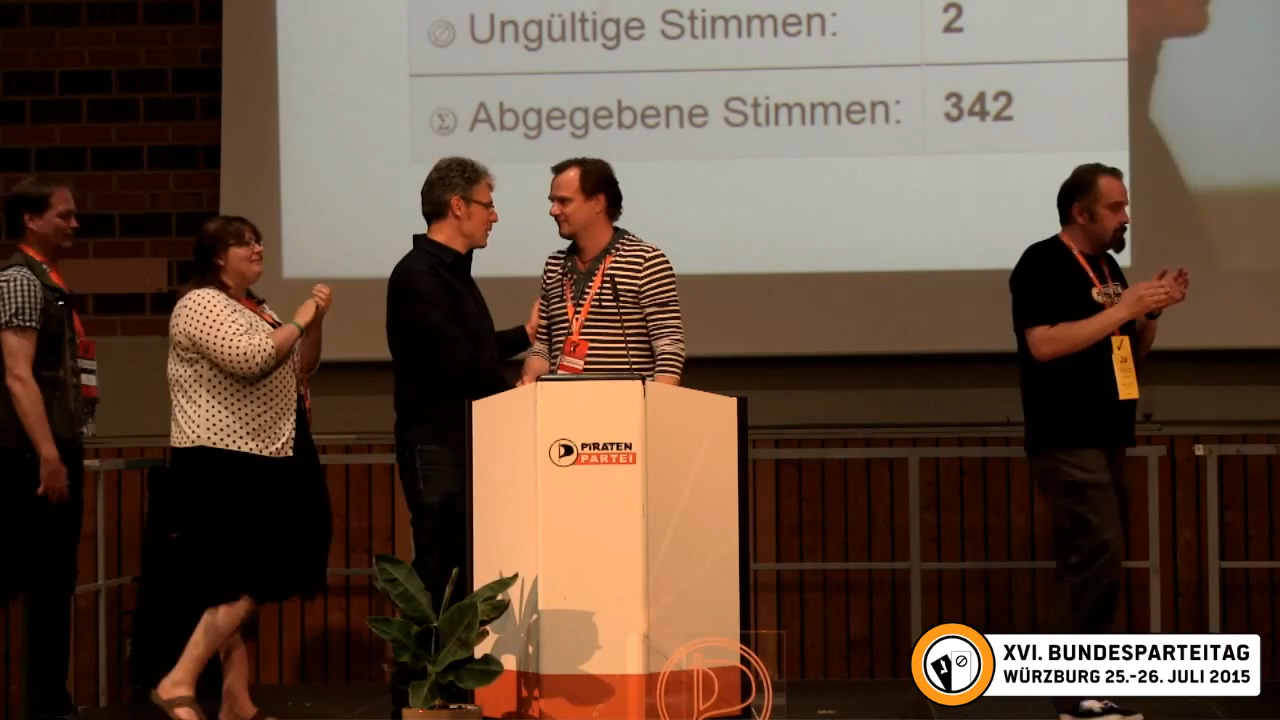 Ungültige Stimmen: 2
Abgegebene Stimmen: 342
PIRATEN
PARTEI
XVI. BUNDESPARTEITAG
WÜRZBURG 25.-26. JULI 2015